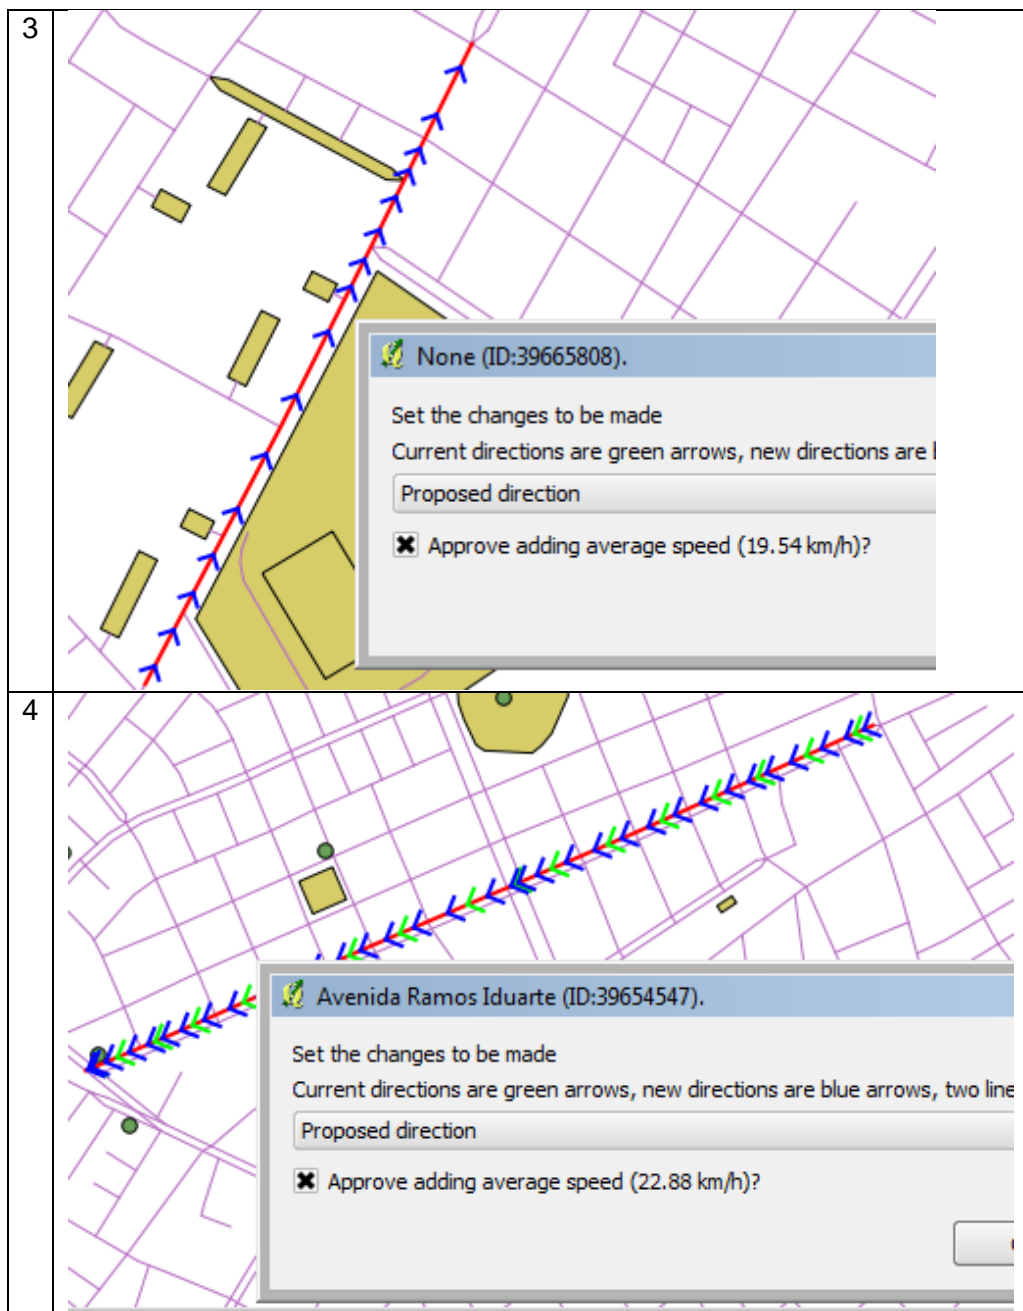 3
None (ID:39665808).
Set the changes to be made
Current directions are green arrows, new directions are
Proposed direction
Approve adding average speed (19.54 km/h)?
4
Avenida Ramos Iduarte (ID:39654547).
Set the changes to be made
Current directions are green arrows, new directions are blue arrows, two line
Proposed direction
Approve adding average speed (22.88 km/h)?